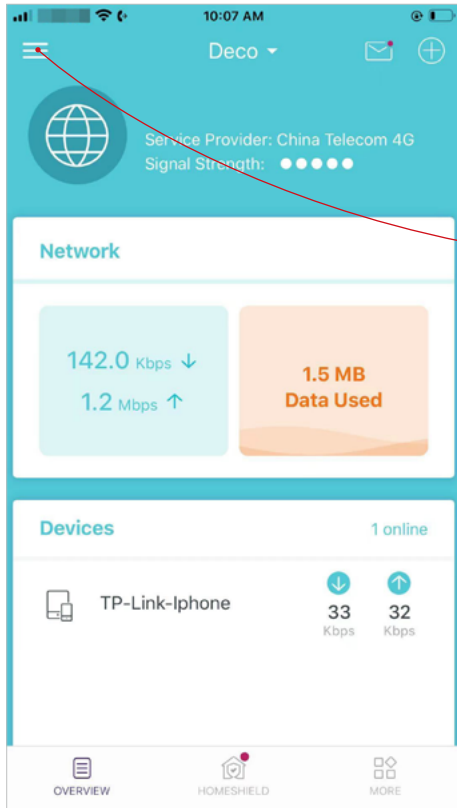 10:07 AM
Deco
Service Provider: China Telecom 4G
Signal Strength:
Network
142.0 Kbps ↓
1.2 Mbps ↑
1.5 MB
Data Used
Devices
1 online
TP-Link-Iphone
33
Kbps
32
Kbps
OVERVIEW
HOMESHIELD
MORE